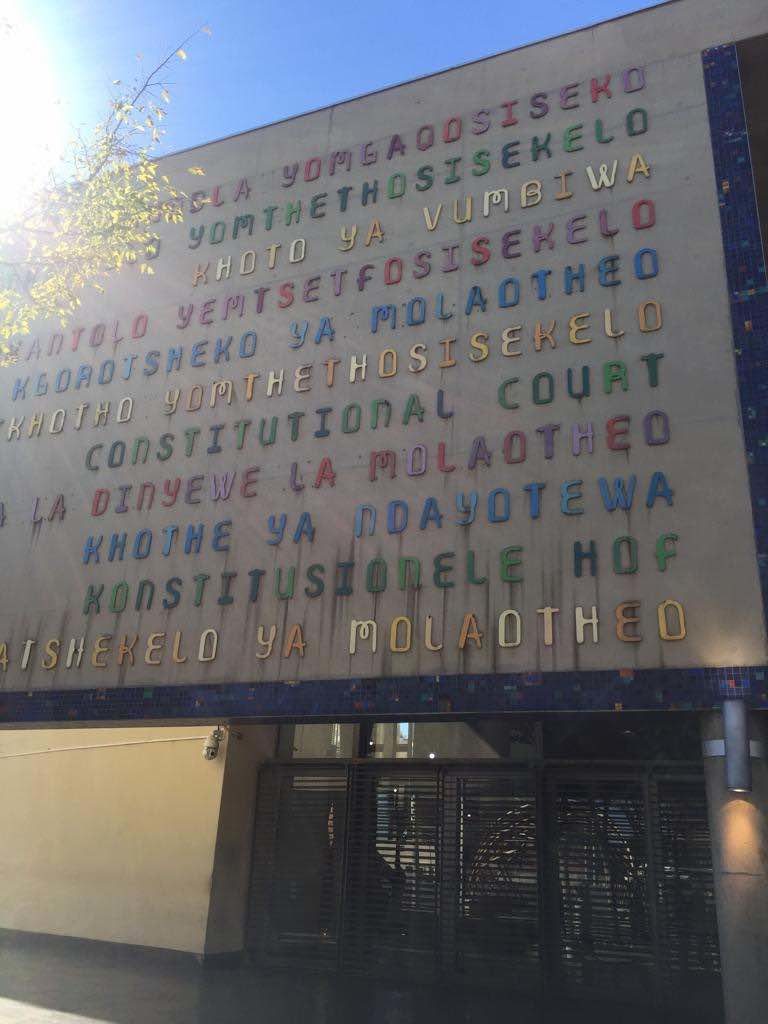 YOMGAQOSISEKO
YOMTHETHOSISEKELO
KHOTO YA VUMBIWA
YEMTSETFOSISEKELO
KGOROTSHEKO YA MOLAOTHEO
KHOTHO YOMTHETHOSISEKELO
CONSTITUTIONAL COURT
LA DINYEWE LA MOLAOTHEO
KHOTHE YA NDAYOTEWA
KONSTITUSIONELE HOF
ATSHEKELO YA MOLAOTHEO